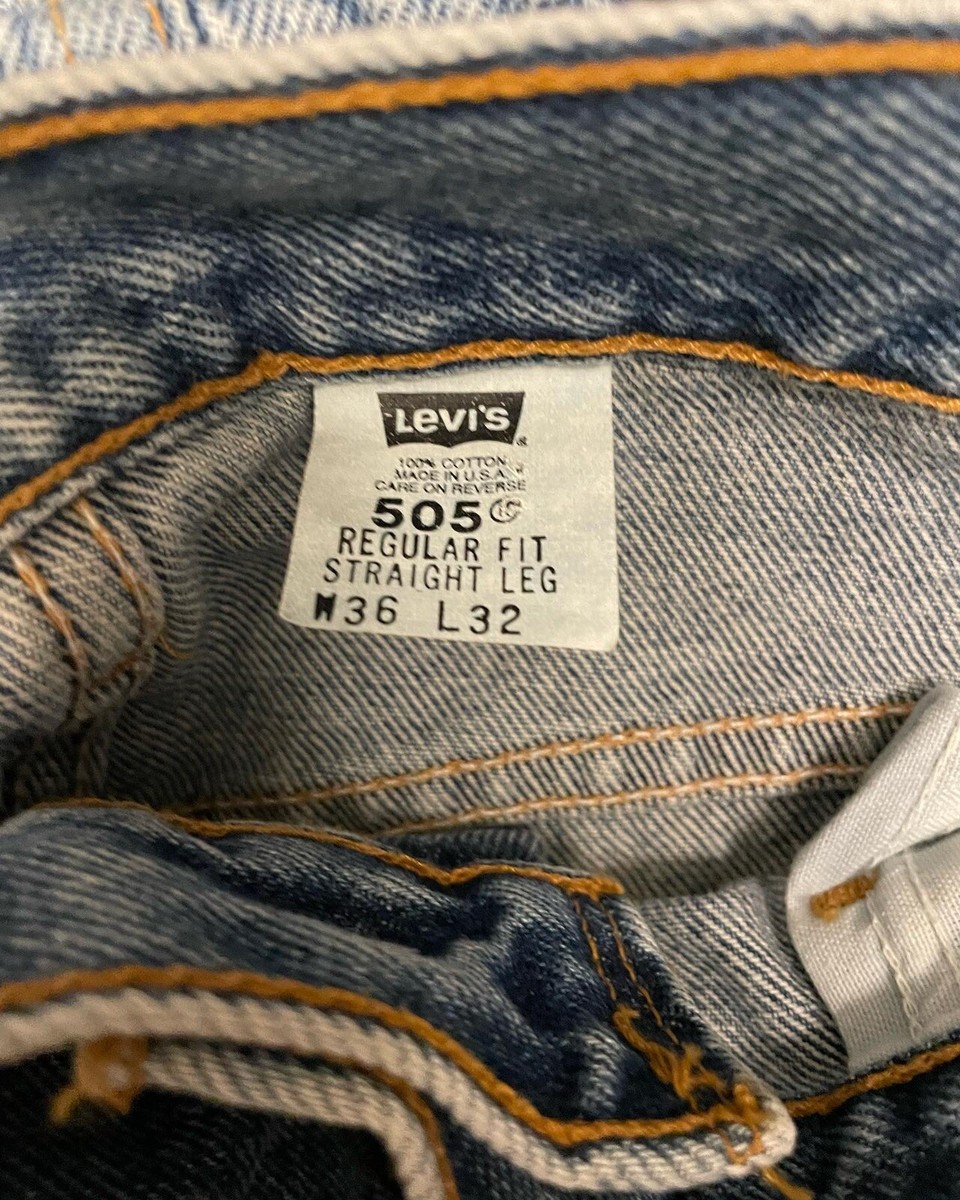 Levi's®
100% COTTON
MADE IN U.S.A.
CARE ON REVERSE
505®
REGULAR FIT
STRAIGHT LEG
W36 L32